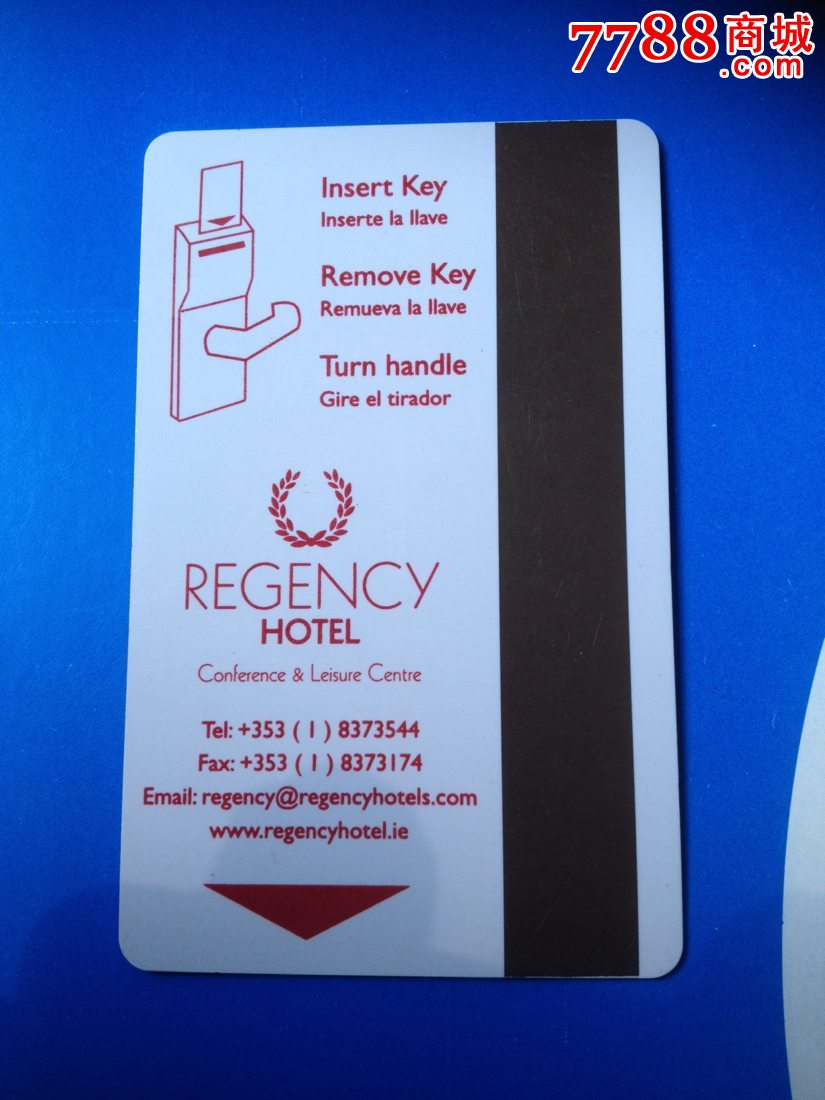 7788商城
.com
Insert Key
Inserte la llave
Remove Key
Remueva la llave
Turn handle
Gire el tirador
REGENCY
HOTEL
Conference & Leisure Centre
Tel: +353 ( 1 ) 8373544
Fax: +353 ( 1 ) 8373174
Email: regency@regencyhotels.com
www.regencyhotel.ie